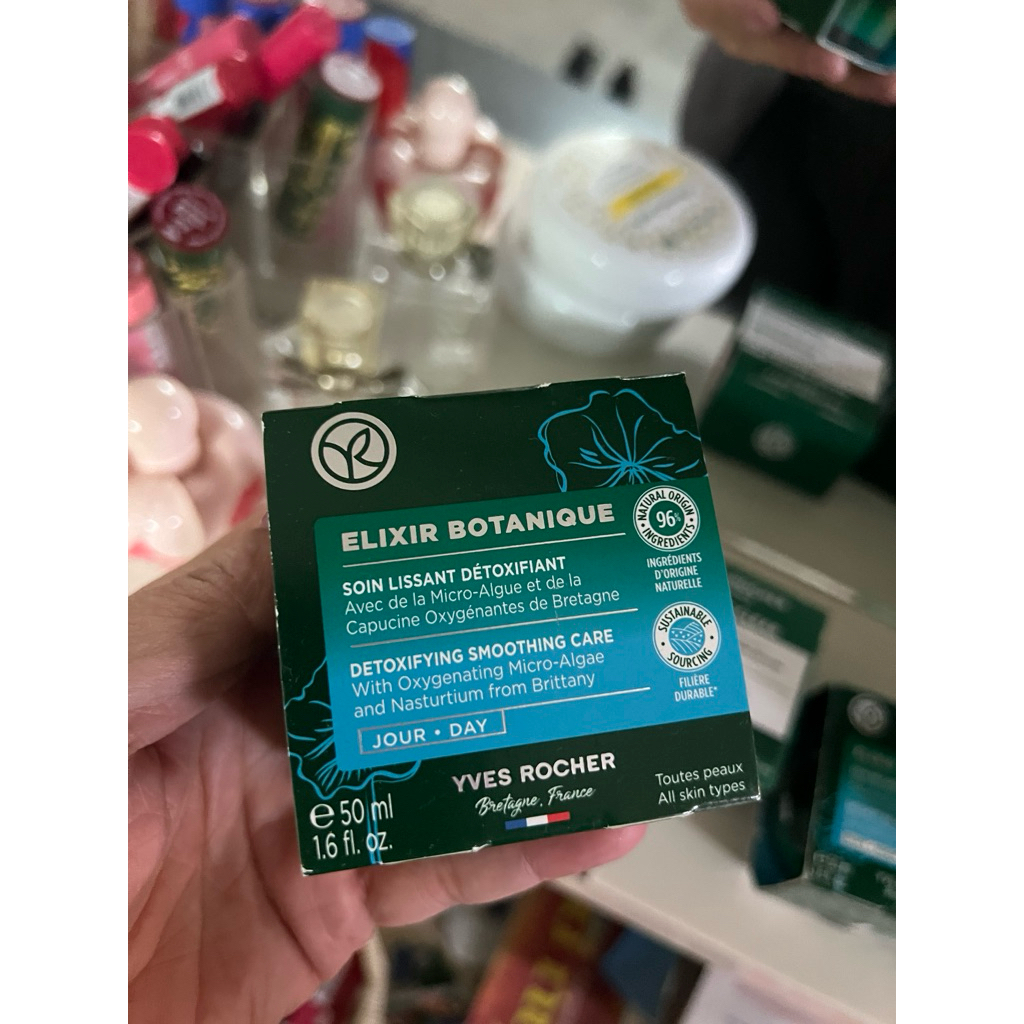 ELIXIR BOTANIQUE
SOIN LISSANT DÉTOXIFIANT
Avec de la Micro-Algue et de la
Capucine Oxygénantes de Bretagne
DETOXIFYING SMOOTHING CARE
With Oxygenating Micro-Algae
and Nasturtium from Brittany
JOUR • DAY
NATURAL ORIGIN
96%
INGREDIENTS
INGRÉDIENTS
D'ORIGINE
NATURELLE
SUSTAINABLE
SOURCING
FILIÈRE
DURABLE*
YVES ROCHER
Bretagne, France
Toutes peaux
All skin types
e 50 ml
1.6 fl. oz.